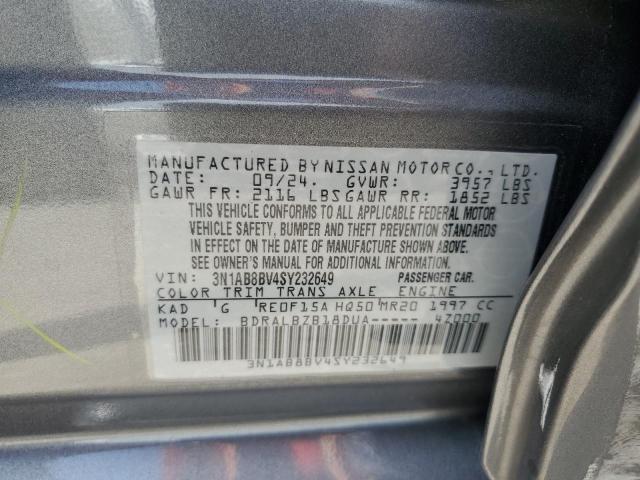 MANUFACTURED BY NISSAN MOTOR CO., LTD.
DATE: 09/24. GVWR: 3957 LBS
GAWR FR: 2116 LBS GAWR RR: 1852 LBS
THIS VEHICLE CONFORMS TO ALL APPLICABLE FEDERAL MOTOR
VEHICLE SAFETY, BUMPER AND THEFT PREVENTION STANDARDS
IN EFFECT ON THE DATE OF MANUFACTURE SHOWN ABOVE.
SEE OWNER'S MANUAL FOR ADDITIONAL INFORMATION
VIN: 3N1AB8BV4SY232649 PASSENGER CAR.
COLOR TRIM TRANS AXLE ENGINE
KAD G RE0F15A HQ50 MR20 1997 CC
MODEL: BDRALBZB18DUA—— 4Z000
3N1AB8BV4SY232649